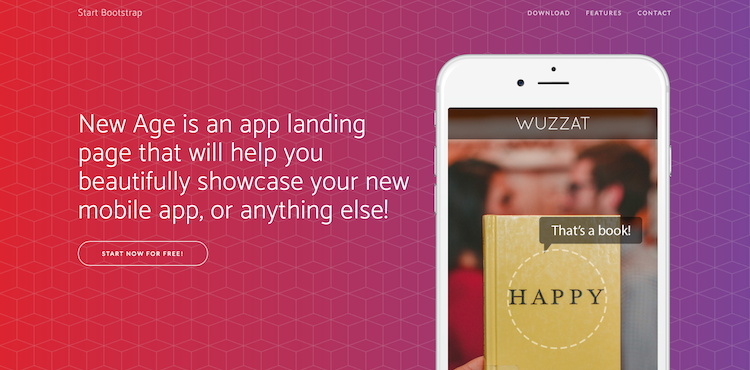 Start Bootstrap
DOWNLOAD FEATURES CONTACT
New Age is an app landing
page that will help you
beautifully showcase your new
mobile app, or anything else!
START NOW FOR FREE!
WUZZAT
That's a book!
HAPPY